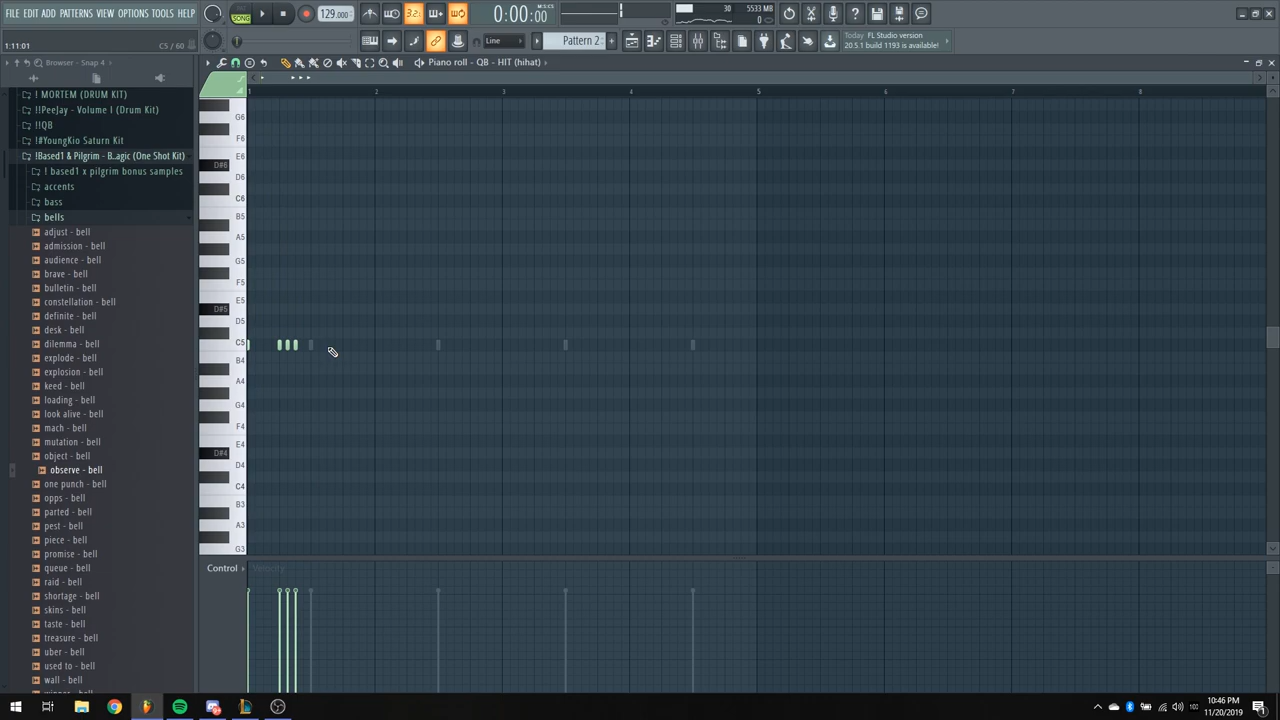 FILE EDIT ADD PATTERNS VIEW OPTIONS TOOLS HELP
SONG
129.000
3.2:
0:00:00
M:S:CS
30
5533 MB
1:11:01
C5 / 60
Line
Pattern 2
Today
FL Studio version
20.5.1 build 1193 is available!
Browser - Snap 4
Piano roll - QB - HIT (hihat)
1 2 3 4 5 6 7 8
! MORTEM (DRUM KIT)
!!PeeJay - Volume I (Drum Kit)
!!QB
!#YoungKio Saturn Kit
!Based1 & Pilgrim - B..agic (Drum Kit)
! based1 x pilgrim bonus samples
accents
bass
bells
adjust - bell
admission - bell
audience - bell
brave - bell
bulletin - bell
constellation - bell
definite - bell
desk - bell
dilemma - bell
explode - bell
explosion - bell
keed - bell
loading - bell
look alive - bell
mach - bell
mutation - bell
object - bell
observe - bell
one punch - bell
opps - bell
parted - bell
pest - bell
piece - bell
promise - bell
queue - bell
raid - bell
shortage - bell
skins - bell
taste - bell
treasure - bell
uber - bell
used to - bell
wall - bell
G6
F6
E6
D#6
D6
C6
B5
A5
G5
F5
E5
D#5
D5
C5
B4
A4
G4
F4
E4
D#4
D4
C4
B3
A3
G3
Control
Velocity
10:46 PM
11/20/2019